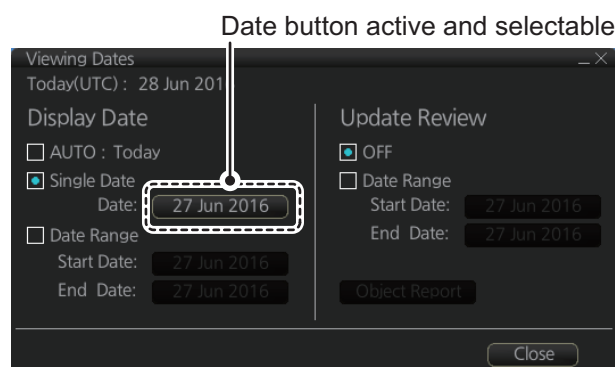 Date button active and selectable
Viewing Dates
Today(UTC) : 28 Jun 201
Display Date
AUTO : Today
Single Date
Date: 27 Jun 2016
Date Range
Start Date: 27 Jun 2016
End Date: 27 Jun 2016
Update Review
OFF
Date Range
Start Date: 27 Jun 2016
End Date: 27 Jun 2016
Object Report
Close